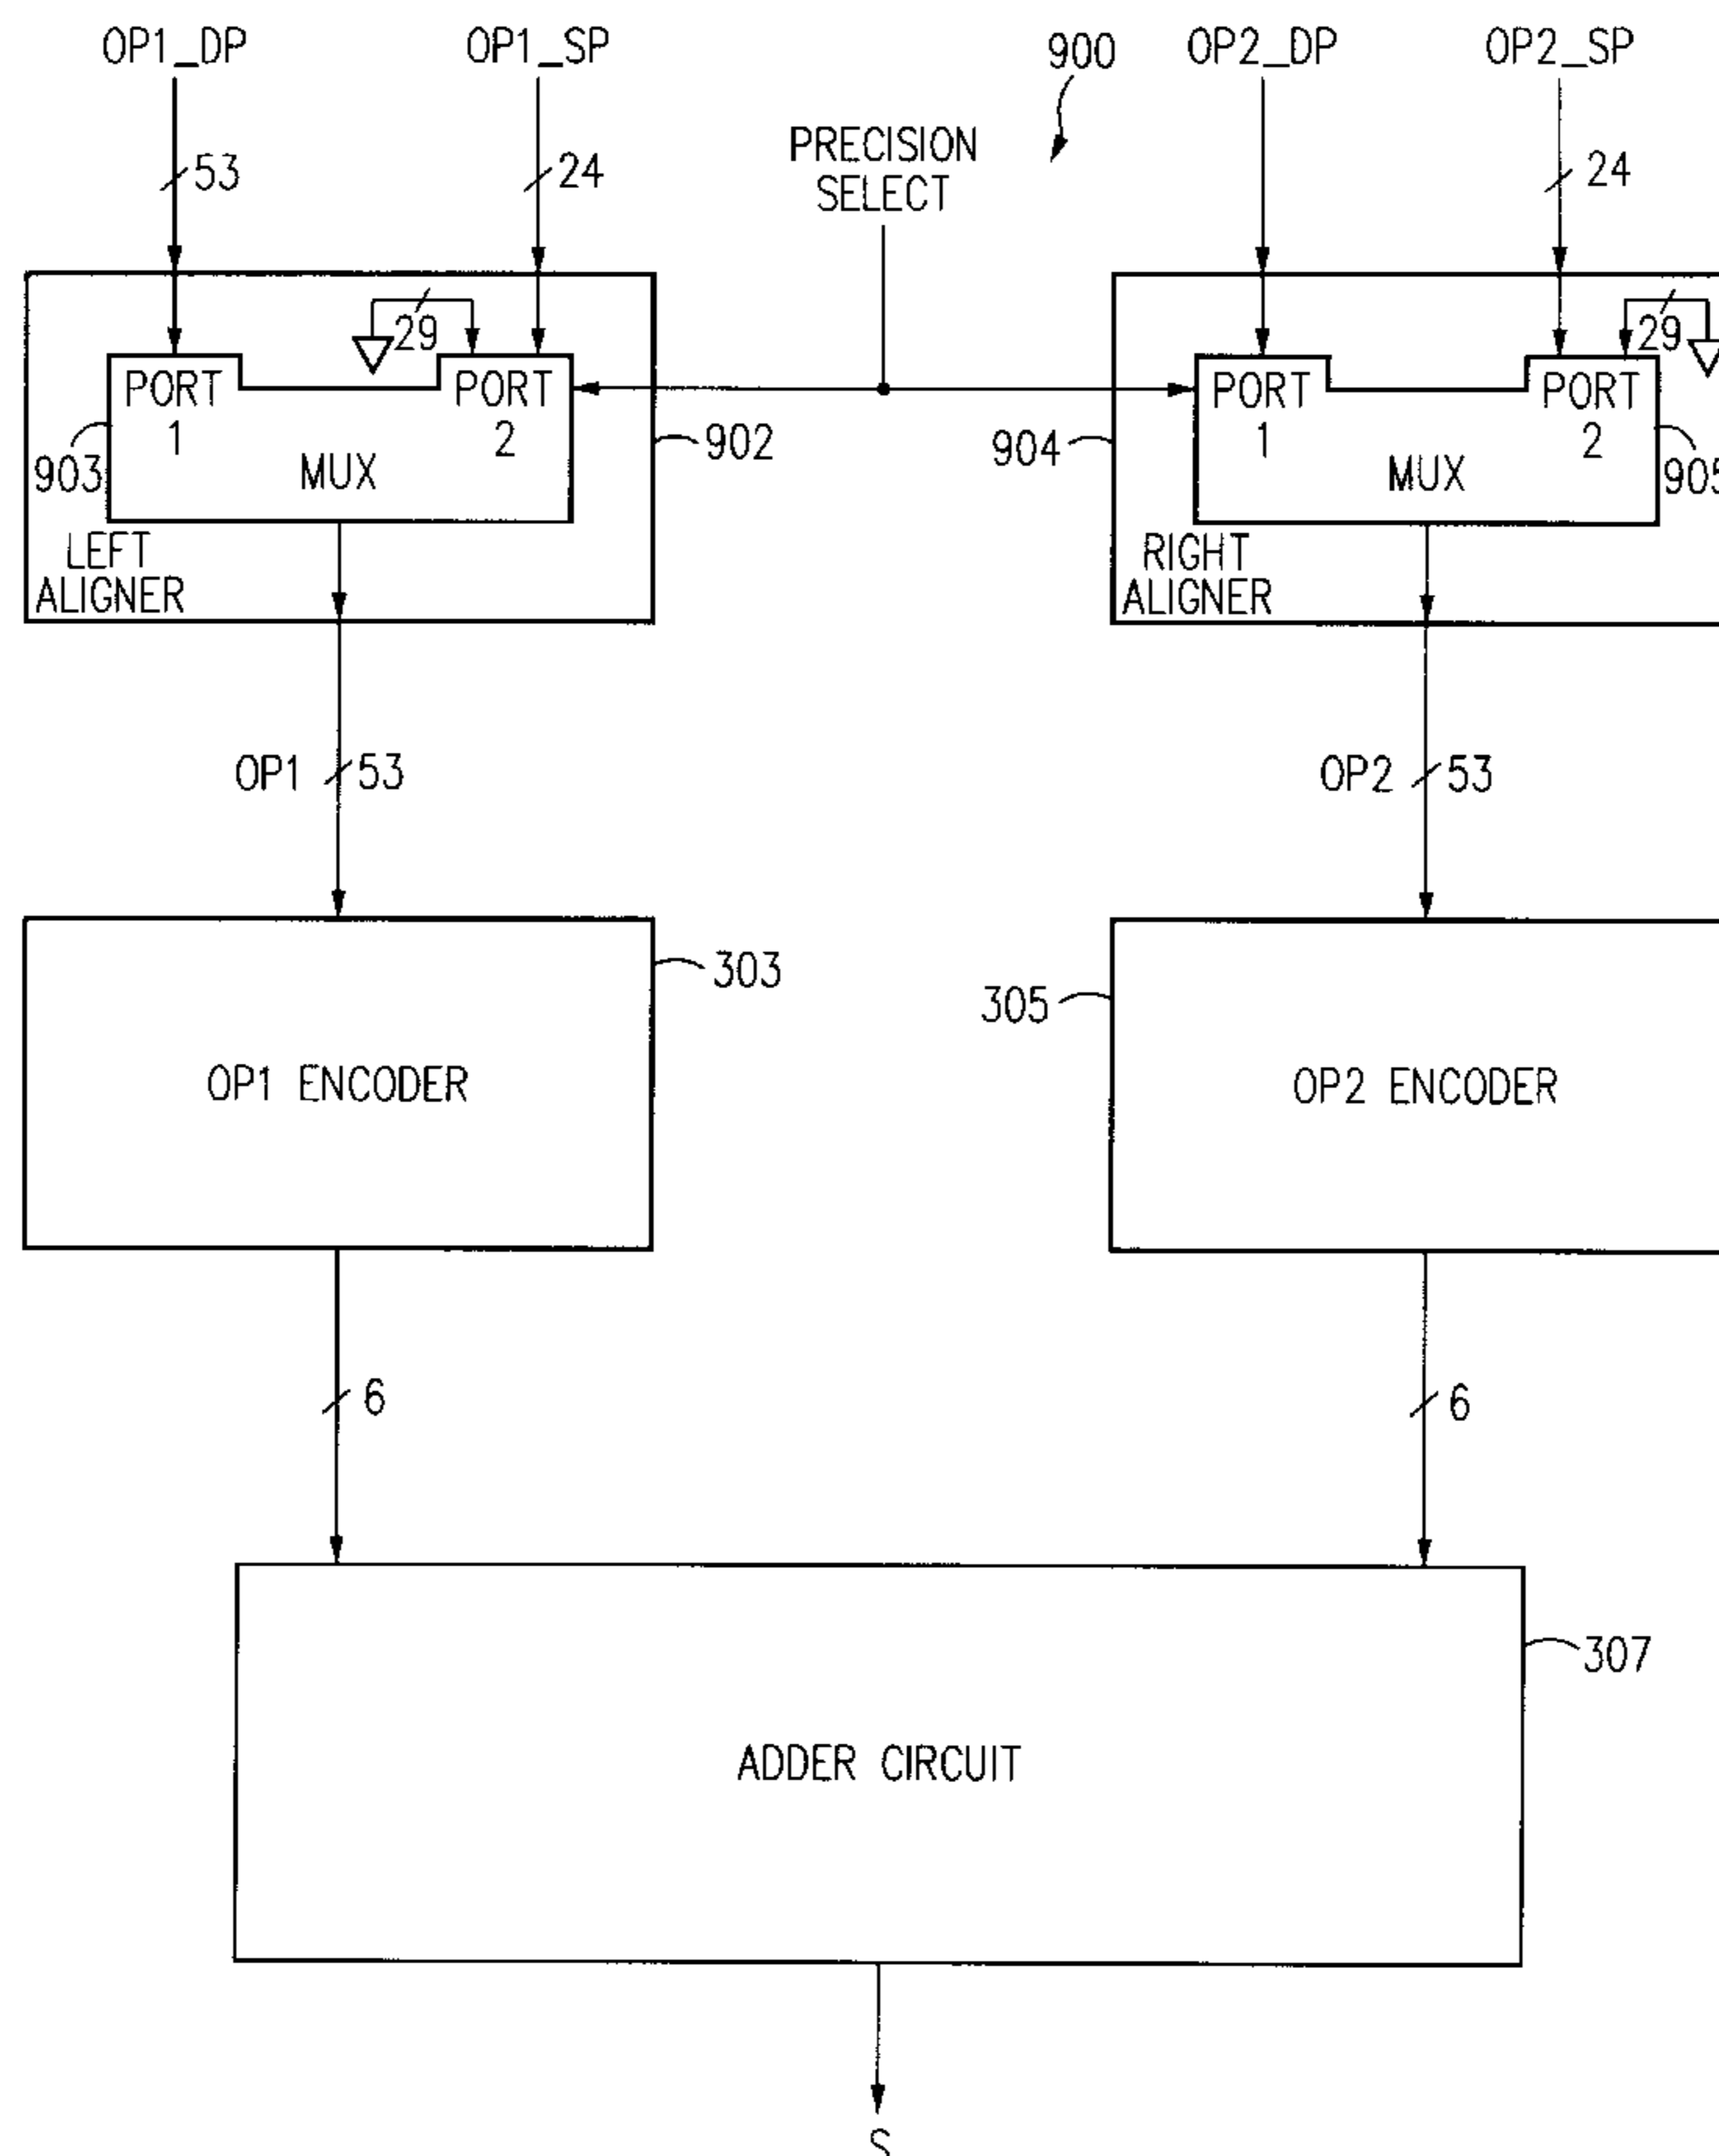 OP1_DP
OP1_SP
900
OP2_DP
OP2_SP
PRECISION
SELECT
53
24
24
29
29
PORT
1
PORT
2
MUX
903
902
LEFT
ALIGNER
PORT
1
PORT
2
MUX
904
905
RIGHT
ALIGNER
OP1
53
OP2
53
303
305
OP1 ENCODER
OP2 ENCODER
6
6
307
ADDER CIRCUIT
S